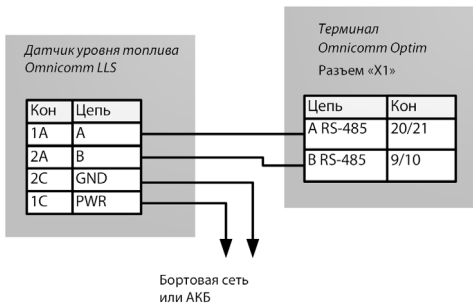 Датчик уровня топлива
Omnicomm LLS
Кон Цепь
1A A
2A B
2C GND
1C PWR
Терминал
Omnicomm Optim
Разъем «X1»
Цепь Кон
A RS-485 20/21
B RS-485 9/10
Бортовая сеть
или АКБ